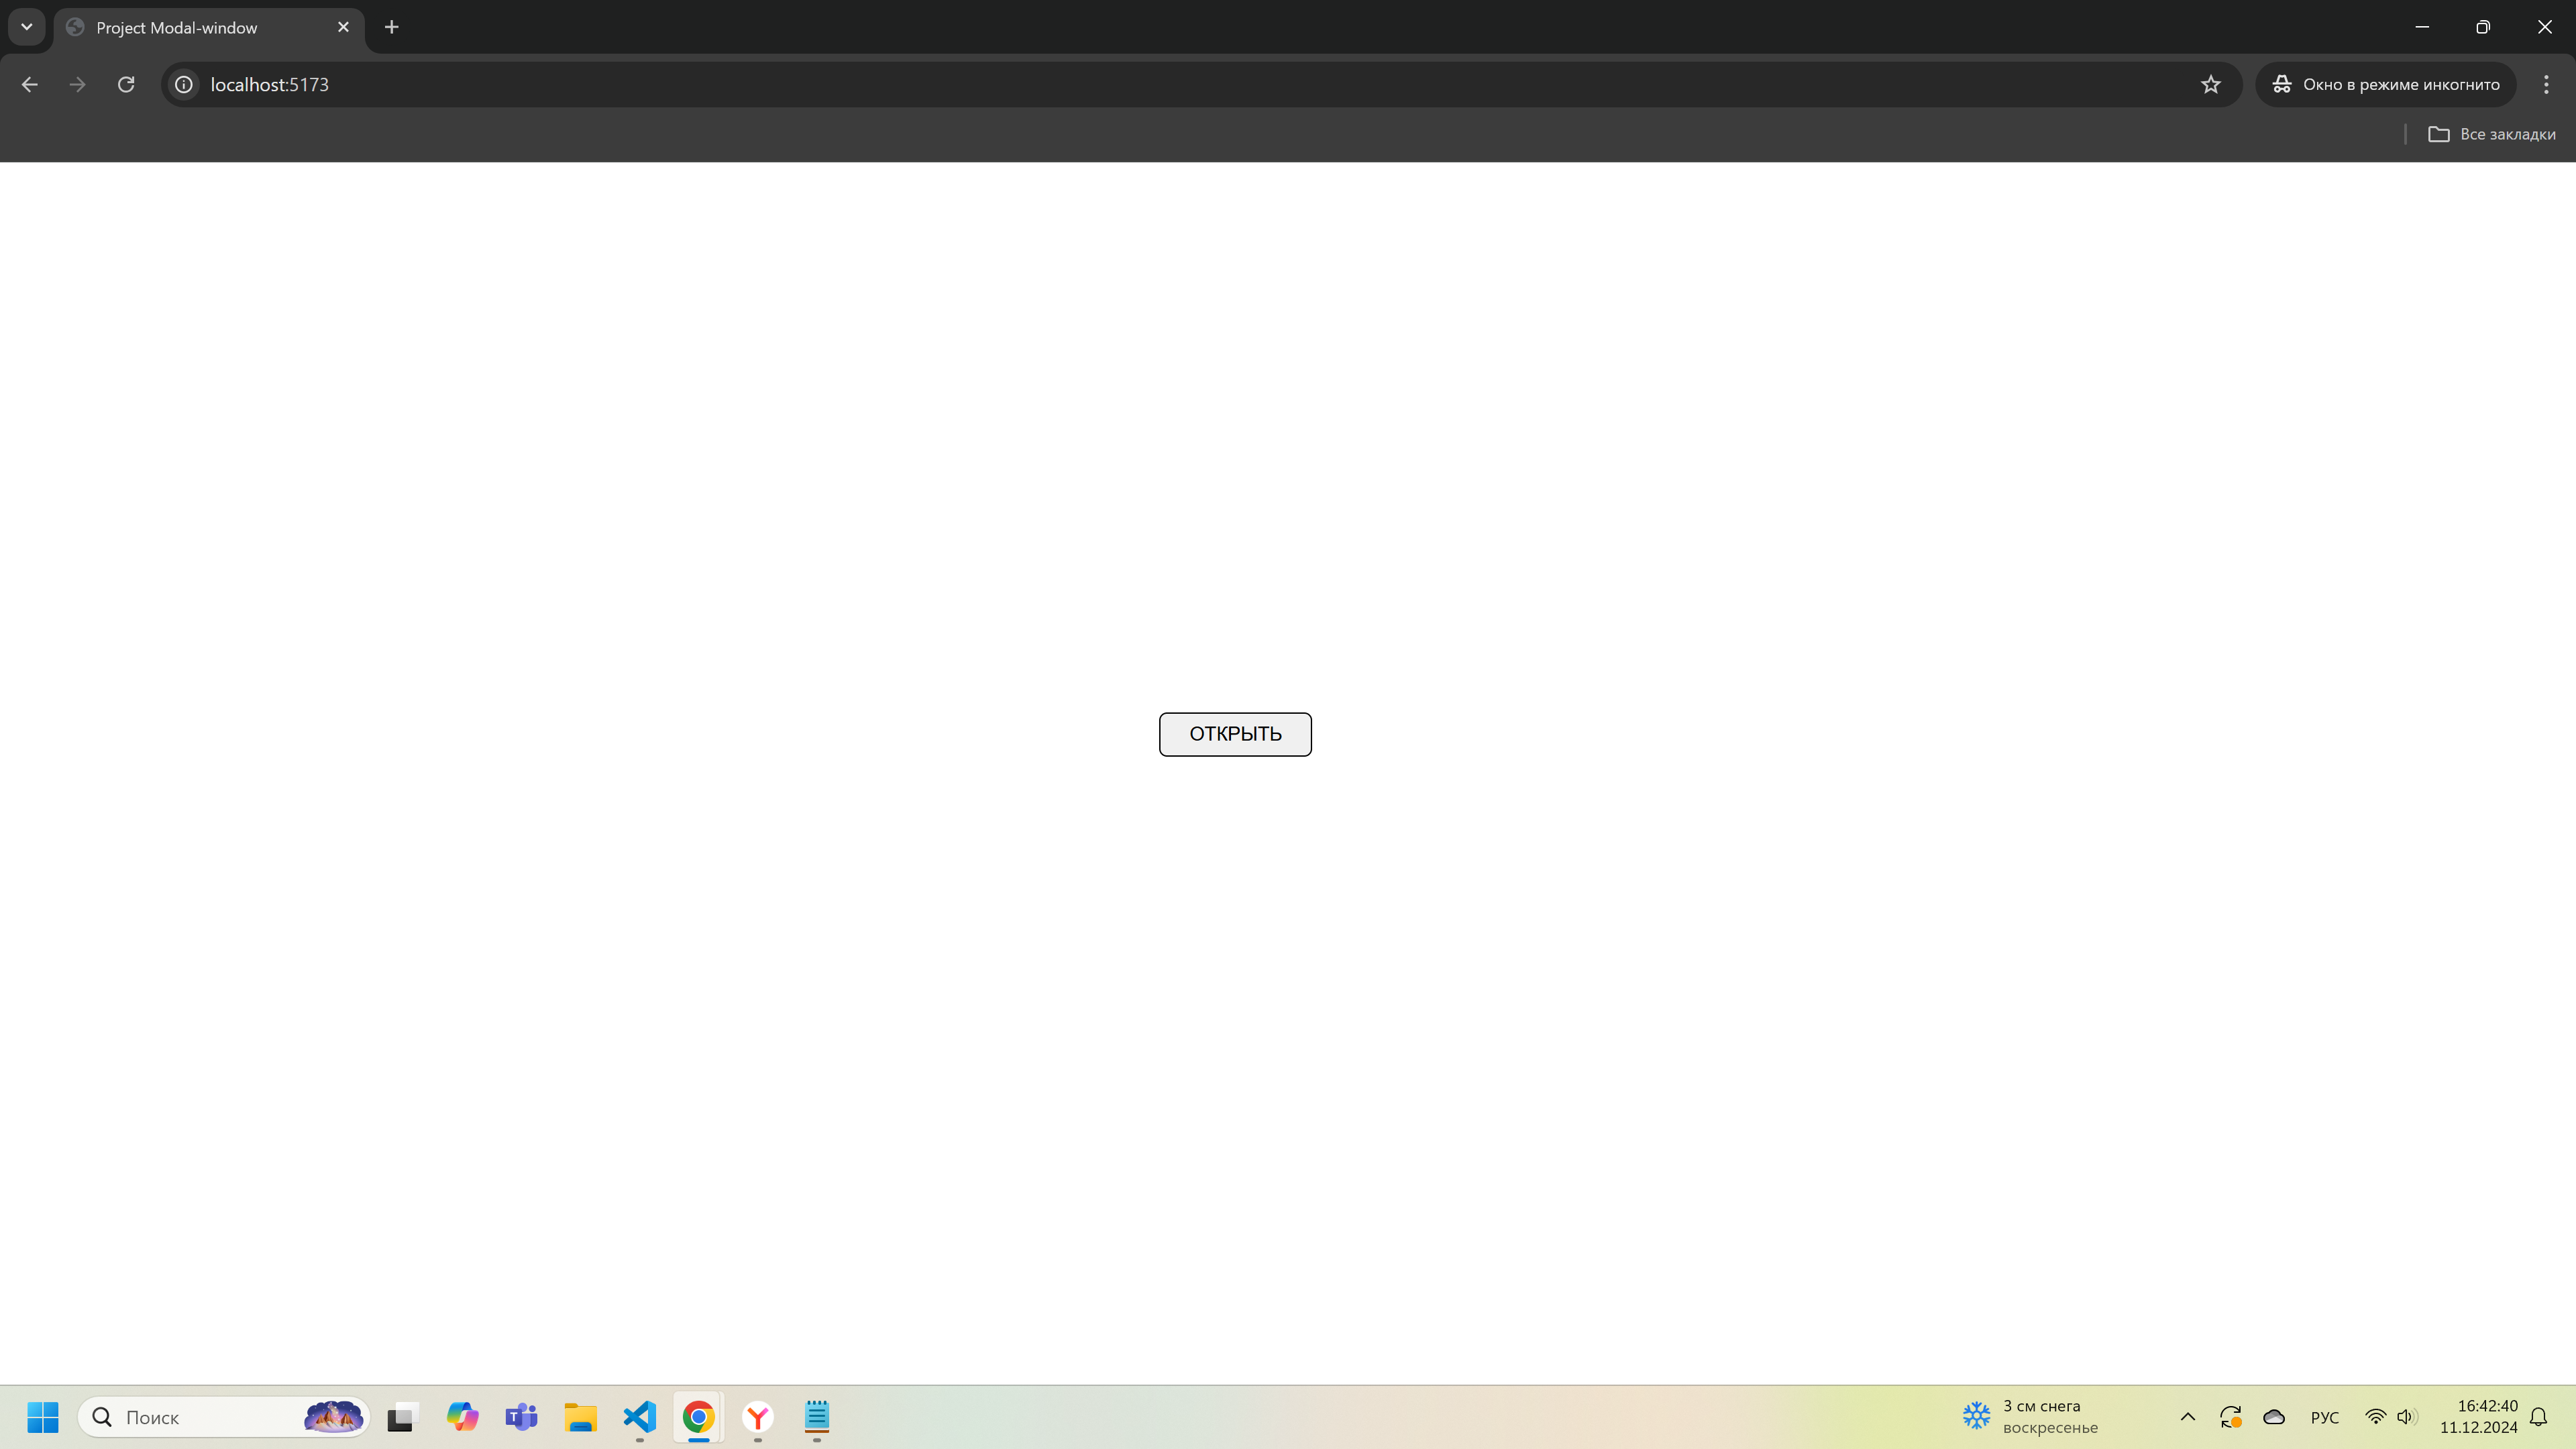 Project Modal-window
localhost:5173
Окно в режиме инкогнито
Все закладки
ОТКРЫТЬ
Поиск
3 см снега
воскресенье
РУС
16:42:40
11.12.2024